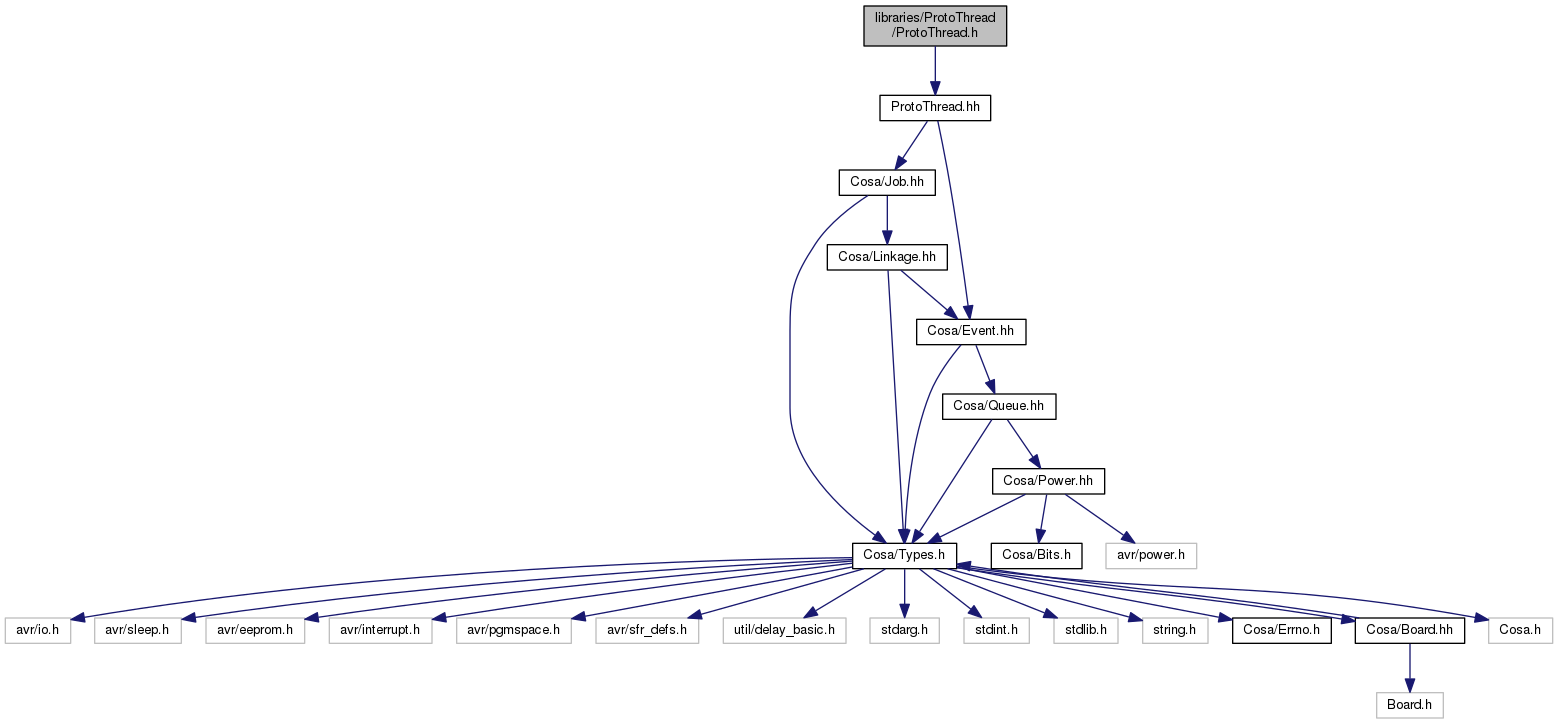 libraries/ProtoThread
/ProtoThread.h
ProtoThread.hh
Cosa/Job.hh
Cosa/Linkage.hh
Cosa/Event.hh
Cosa/Queue.hh
Cosa/Power.hh
Cosa/Types.h
Cosa/Bits.h
avr/power.h
avr/io.h
avr/sleep.h
avr/eeprom.h
avr/interrupt.h
avr/pgmspace.h
avr/sfr_defs.h
util/delay_basic.h
stdarg.h
stdint.h
stdlib.h
string.h
Cosa/Errno.h
Cosa/Board.hh
Cosa.h
Board.h